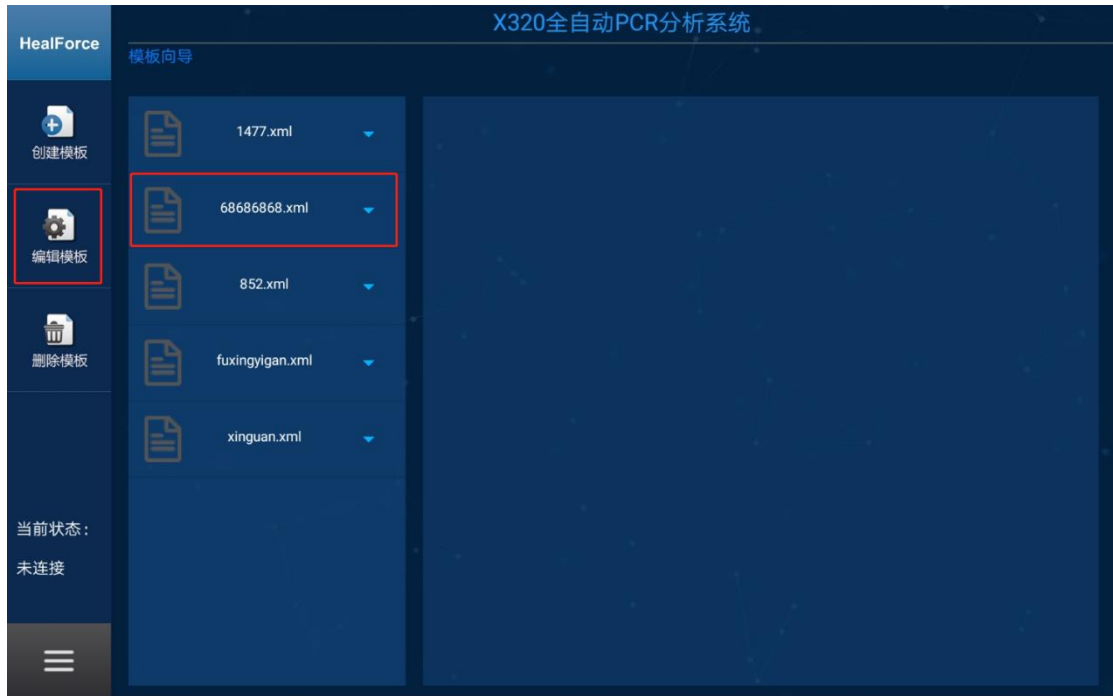 X320全自动PCR分析系统
HealForce
模板向导
创建模板
编辑模板
删除模板
当前状态：
未连接
1477.xml
68686868.xml
852.xml
fuxingyigan.xml
xinguan.xml